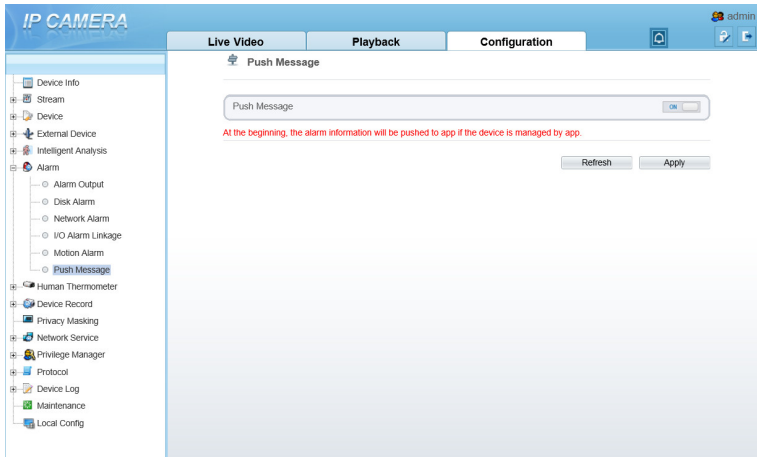 IP CAMERA
admin
Live Video
Playback
Configuration
Push Message
Device Info
Stream
Device
External Device
Intelligent Analysis
Alarm
Alarm Output
Disk Alarm
Network Alarm
I/O Alarm Linkage
Motion Alarm
Push Message
Human Thermometer
Device Record
Privacy Masking
Network Service
Privilege Manager
Protocol
Device Log
Maintenance
Local Config
Push Message
ON
At the beginning, the alarm information will be pushed to app if the device is managed by app.
Refresh
Apply